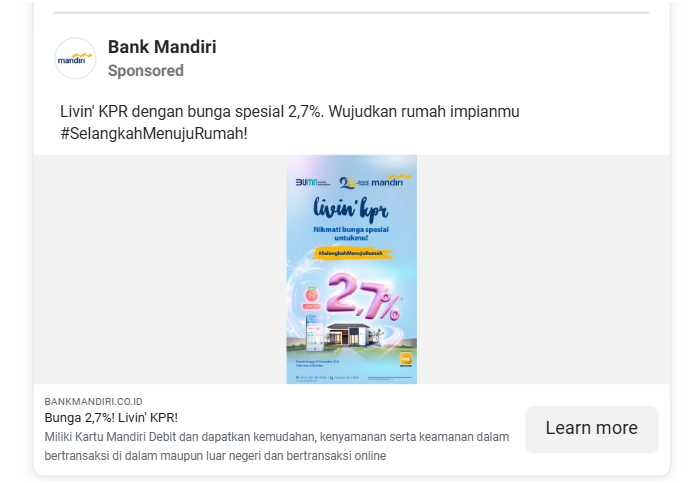 mandiri
Bank Mandiri
Sponsored
Livin' KPR dengan bunga spesial 2,7%. Wujudkan rumah impianmu
#SelangkahMenujuRumah!
BUMN
mandiri
livin' kpr
Nikmati bunga spesial
untukmu!
#SelangkahMenujuRumah
2,7%
BANKMANDIRI.CO.ID
Bunga 2,7%! Livin' KPR!
Miliki Kartu Mandiri Debit dan dapatkan kemudahan, kenyamanan serta keamanan dalam
bertransaksi di dalam maupun luar negeri dan bertransaksi online
Learn more